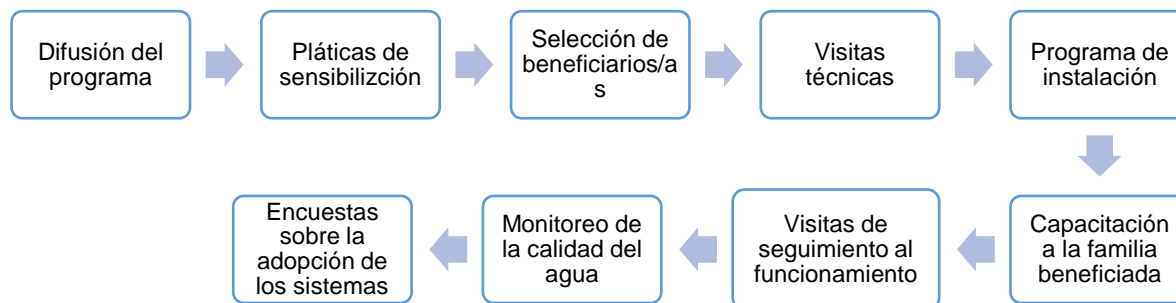 Difusión del
programa
Pláticas de
sensibilizción
Selección de
beneficiarios/a
s
Visitas
técnicas
Programa de
instalación
Capacitación
a la familia
beneficiada
Visitas de
seguimiento al
funcionamiento
Monitoreo de
la calidad del
agua
Encuestas
sobre la
adopción de
los sistemas